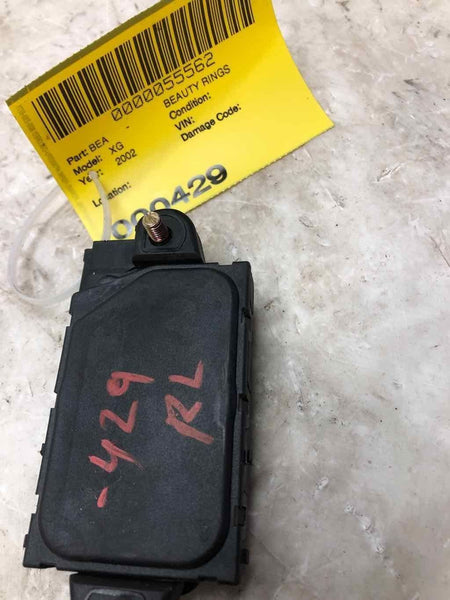 0000055562
Part: BEA BEAUTY RINGS
Model: XG Condition:
Year: 2002 VIN:
Damage Code:
Location:
000429
-429
RL